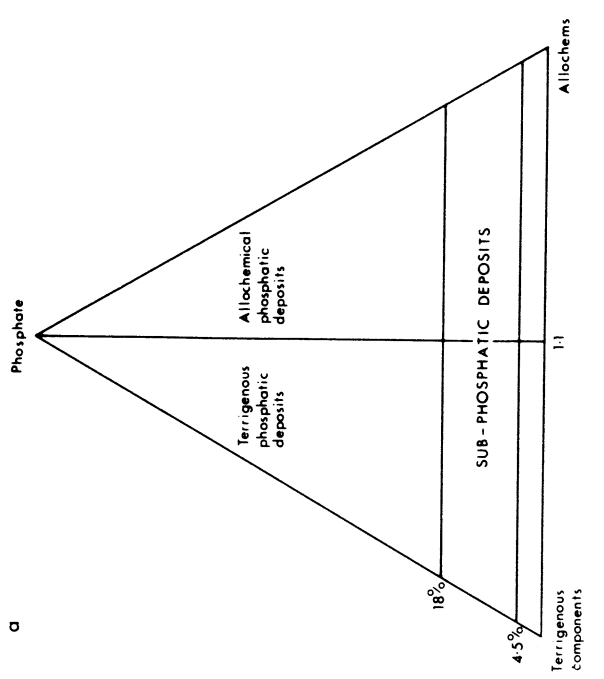 a
Phosphate
Terrigenous
phosphatic
deposits
Allochemical
phosphatic
deposits
18%
SUB-PHOSPHATIC DEPOSITS
4·5%
Terrigenous
components
1·1
Allochems